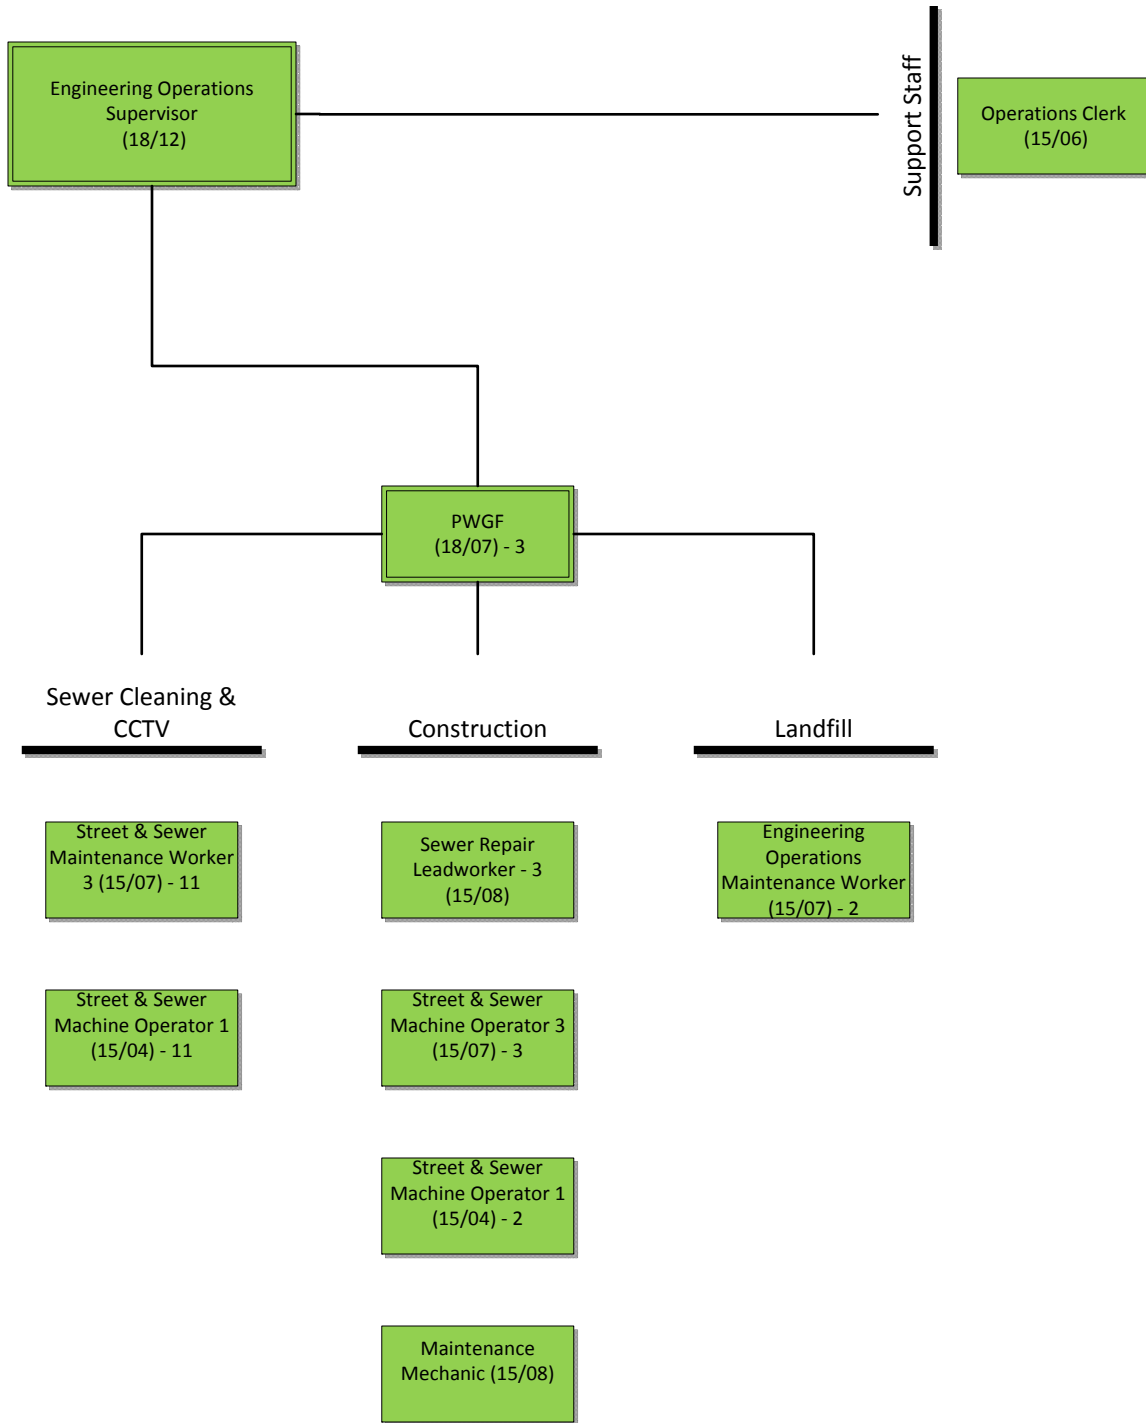 Engineering Operations
Supervisor
(18/12)
Support Staff
Operations Clerk
(15/06)
PWGF
(18/07) - 3
Sewer Cleaning &
CCTV
Construction
Landfill
Street & Sewer
Maintenance Worker
3 (15/07) - 11
Sewer Repair
Leadworker - 3
(15/08)
Engineering
Operations
Maintenance Worker
(15/07) - 2
Street & Sewer
Machine Operator 1
(15/04) - 11
Street & Sewer
Machine Operator 3
(15/07) - 3
Street & Sewer
Machine Operator 1
(15/04) - 2
Maintenance
Mechanic (15/08)